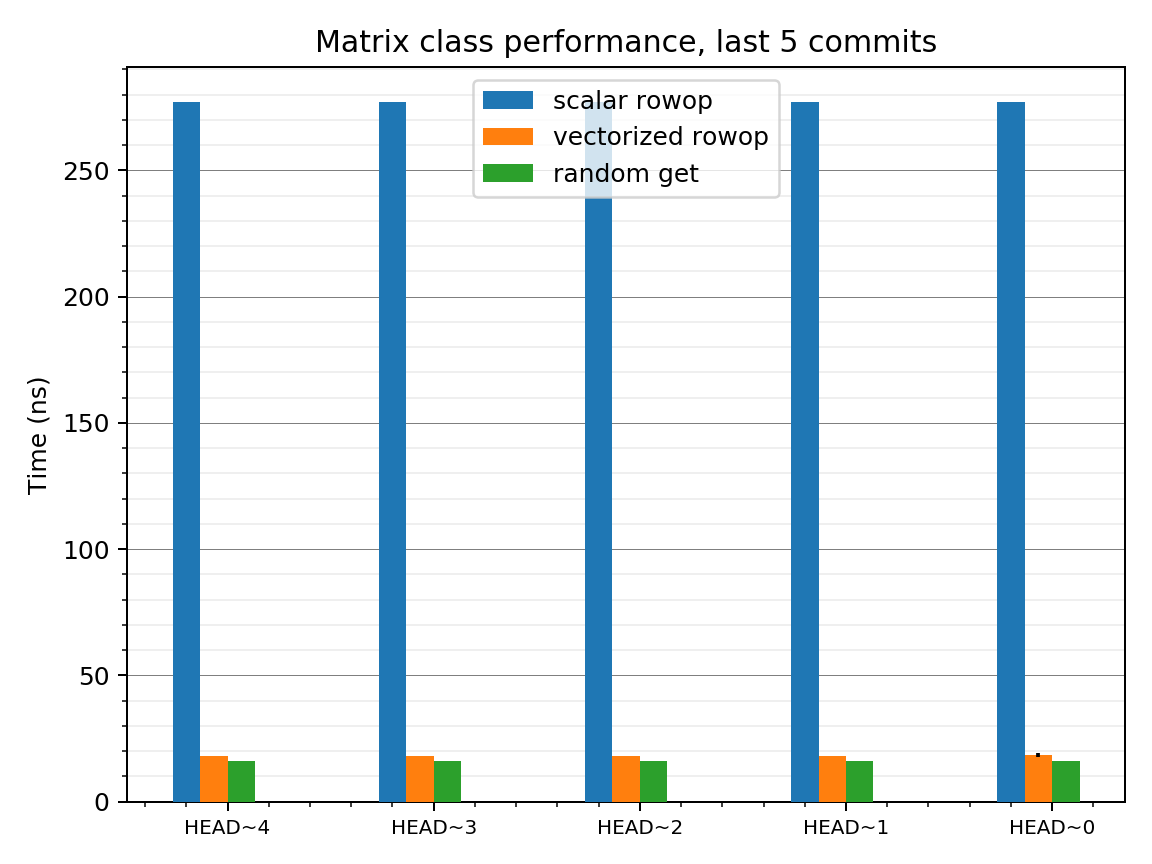 Matrix class performance, last 5 commits
scalar rowop
vectorized rowop
random get
Time (ns)
250
200
150
100
50
0
HEAD~4 HEAD~3 HEAD~2 HEAD~1 HEAD~0